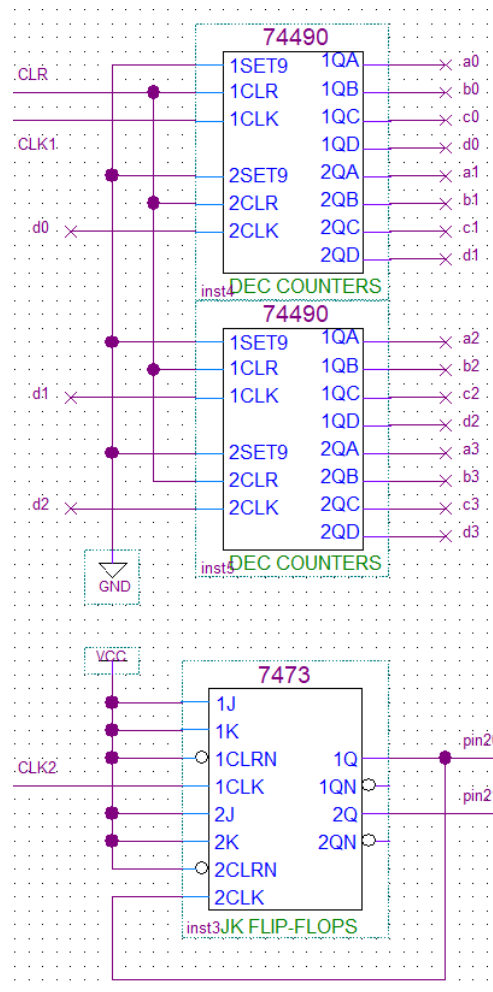 74490
CLR
1SET9 1QA a0
1CLR 1QB b0
1CLK 1QC c0
CLK1
1QD d0
2SET9 2QA a1
2CLR 2QB b1
d0 2CLK 2QC c1
2QD d1
inst4 DEC COUNTERS
74490
1SET9 1QA a2
1CLR 1QB b2
d1 1CLK 1QC c2
1QD d2
2SET9 2QA a3
2CLR 2QB b3
d2 2CLK 2QC c3
2QD d3
inst5 DEC COUNTERS
GND
VCC
7473
1J
1K
pin2
1CLRN 1Q
CLK2
1CLK 1QN
pin2
2J 2Q
2K 2QN
2CLRN
2CLK
inst3 JK FLIP-FLOPS